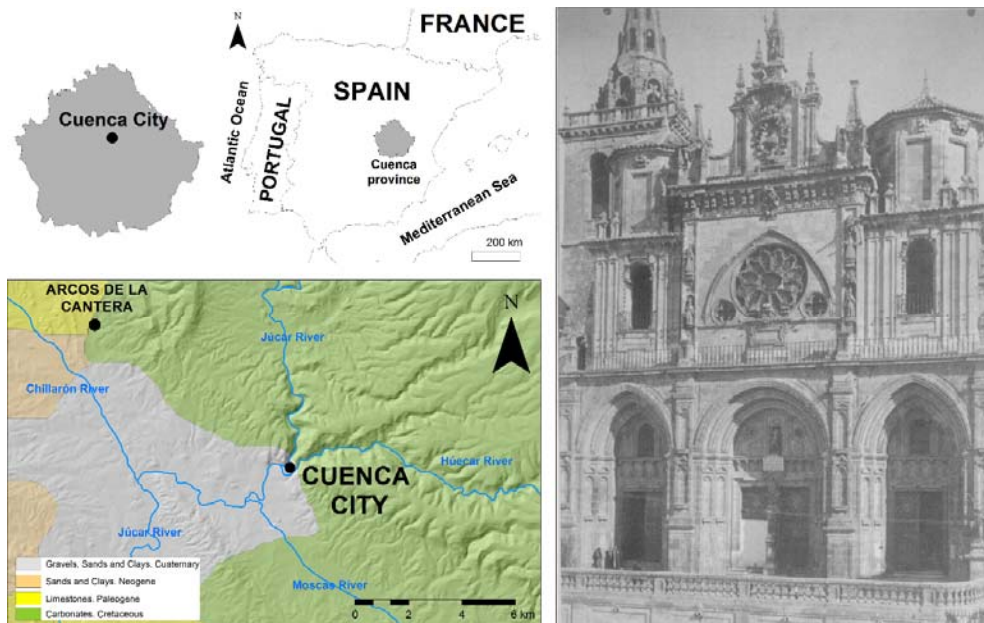 Cuenca City
N
FRANCE
SPAIN
Atlantic Ocean
PORTUGAL
Cuenca
province
Mediterranean Sea
200 km
ARCOS DE LA
CANTERA
N
Júcar River
Chillarón River
Húecar River
CUENCA
CITY
Júcar River
Moscas River
Gravels, Sands and Clays. Quaternary
Sands and Clays. Neogene
Limestones. Paleogene
Carbonates. Cretaceous
0 2 4 6 km